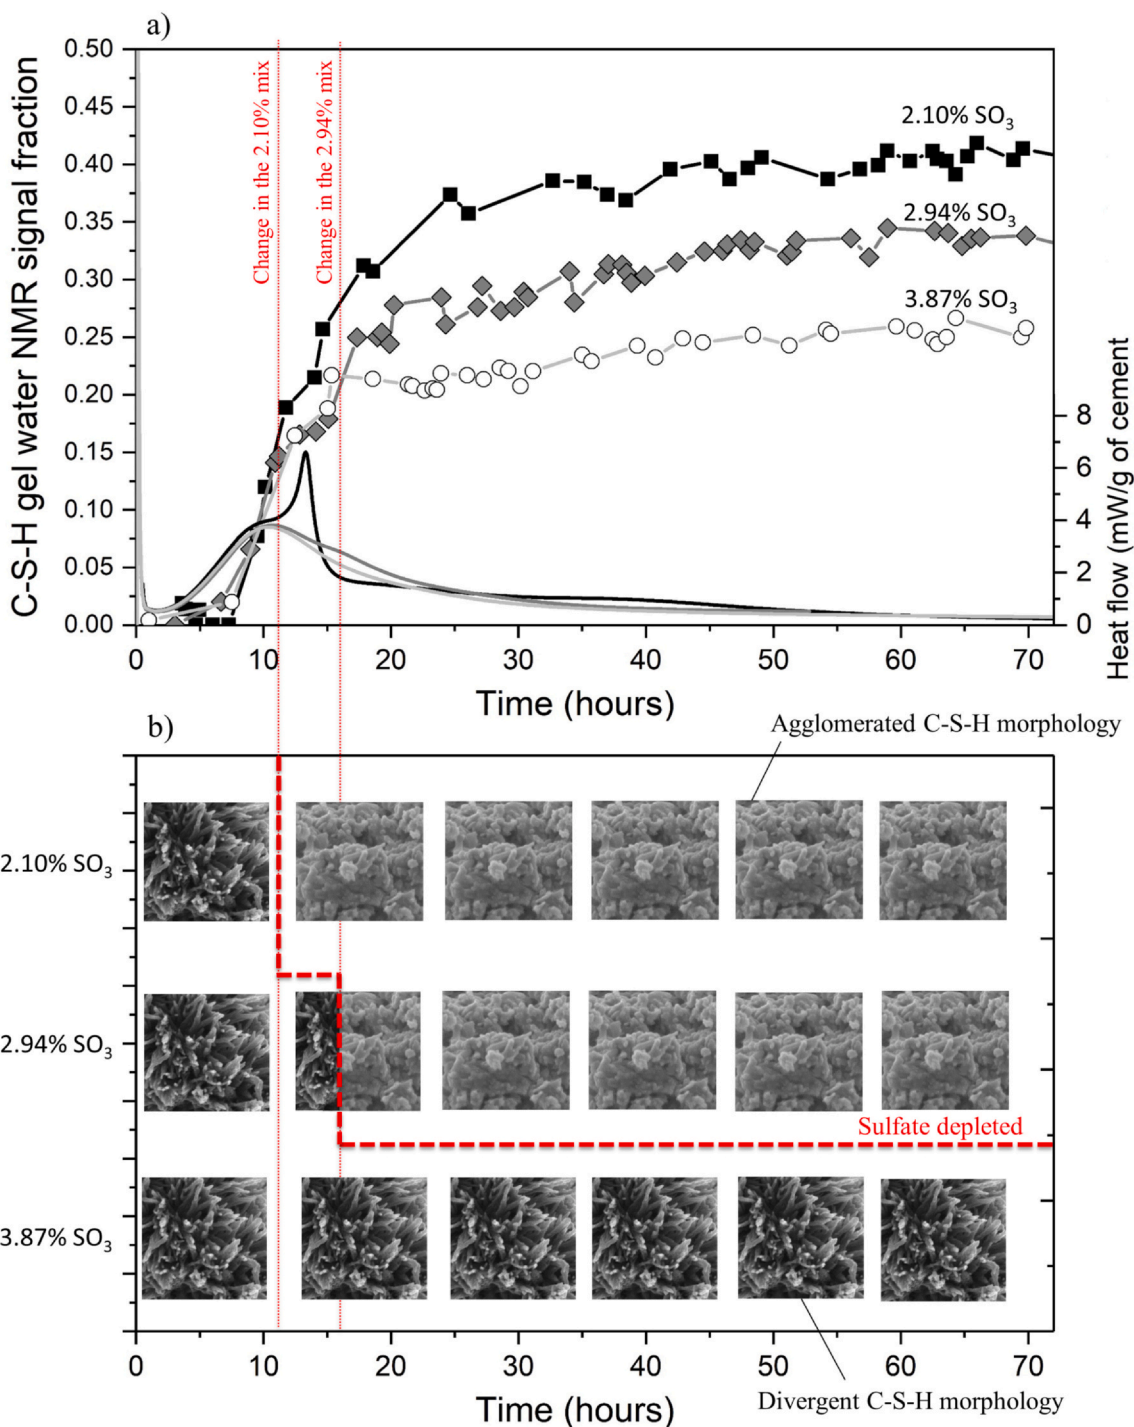 a)
0.50
0.45
0.40
0.35
0.30
0.25
0.20
0.15
0.10
0.05
0.00
C-S-H gel water NMR signal fraction
Change in the 2.10% mix
Change in the 2.94% mix
2.10% SO₃
2.94% SO₃
3.87% SO₃
8
6
4
2
0
Heat flow (mW/g of cement)
0 10 20 30 40 50 60 70
Time (hours)
b)
Agglomerated C-S-H morphology
2.10% SO₃
2.94% SO₃
Sulfate depleted
3.87% SO₃
0 10 20 30 40 50 60 70
Time (hours)
Divergent C-S-H morphology